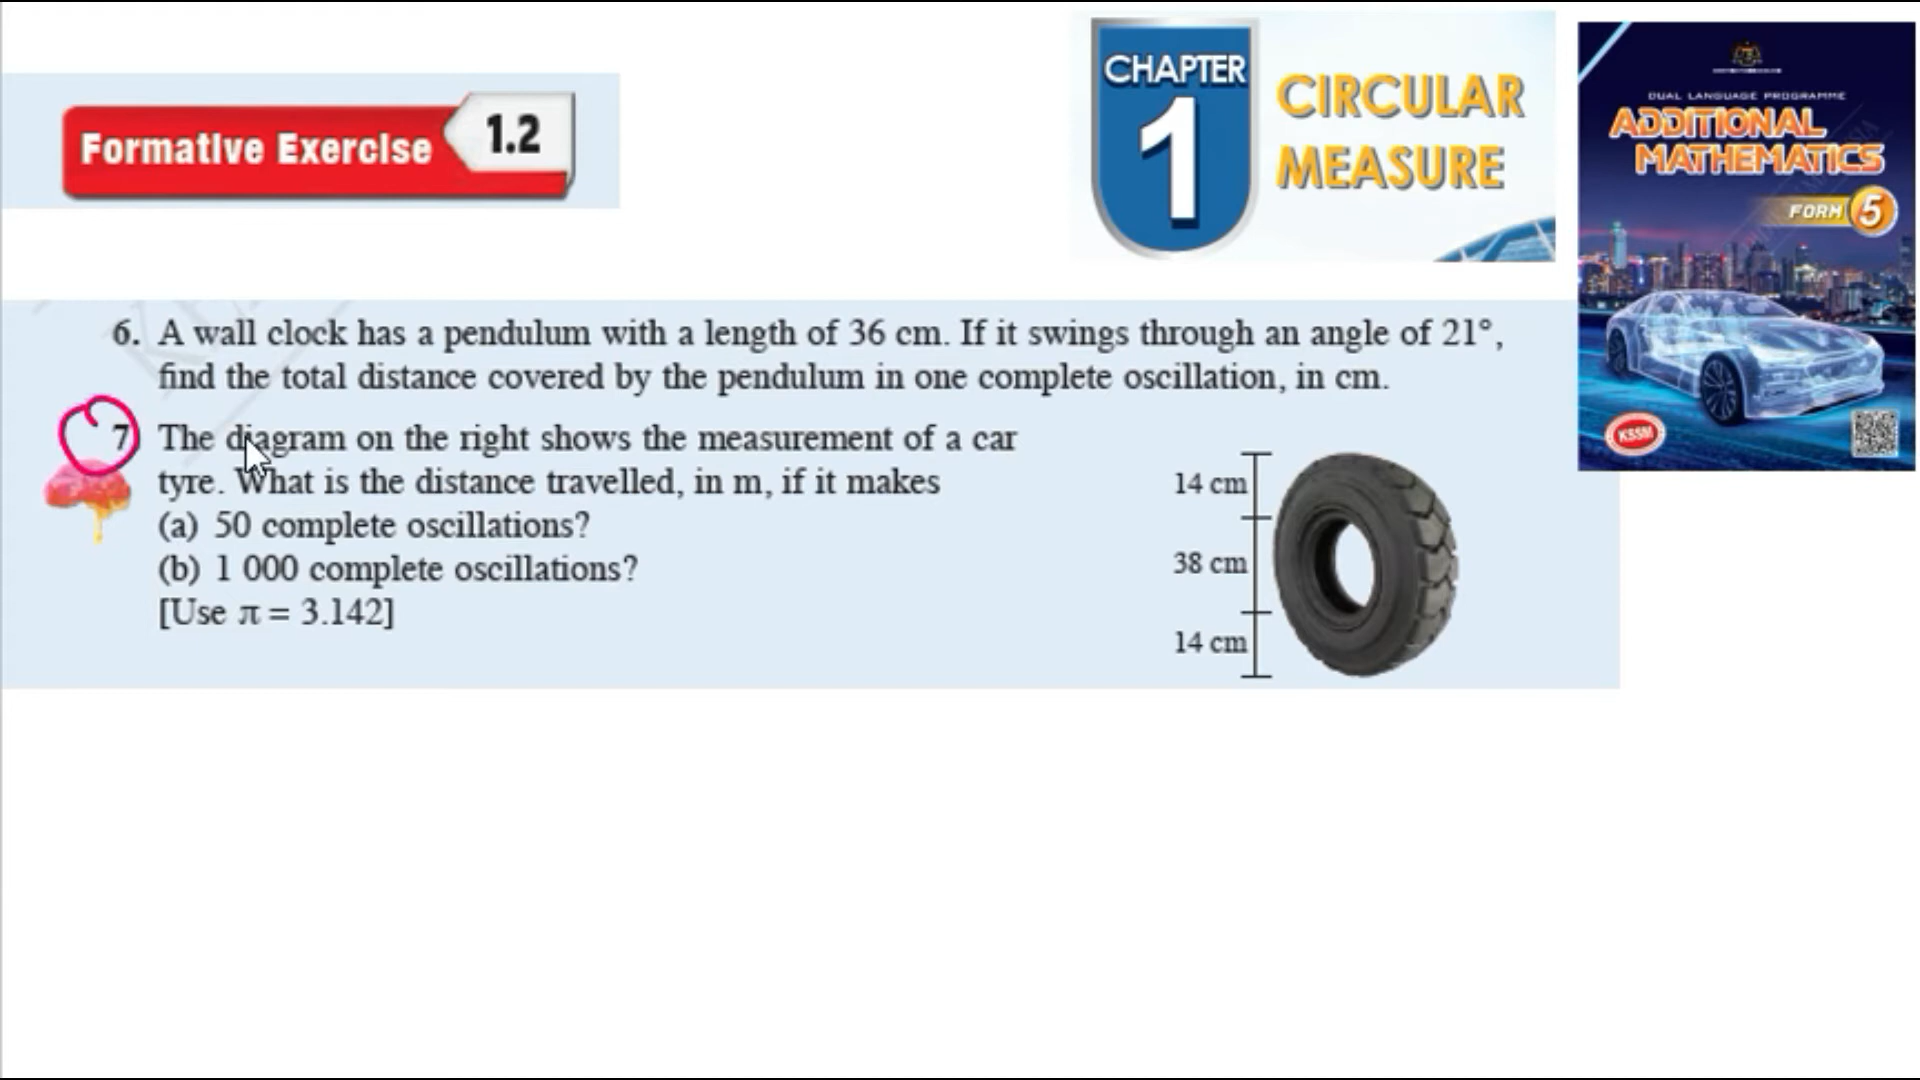 CHAPTER
1
CIRCULAR
MEASURE
DUAL LANGUAGE PROGRAMME
ADDITIONAL
MATHEMATICS
FORM 5
KSSM
Formative Exercise 1.2
6. A wall clock has a pendulum with a length of 36 cm. If it swings through an angle of 21°,
find the total distance covered by the pendulum in one complete oscillation, in cm.
7 The diagram on the right shows the measurement of a car
tyre. What is the distance travelled, in m, if it makes
(a) 50 complete oscillations?
(b) 1 000 complete oscillations?
[Use π = 3.142]
14 cm
38 cm
14 cm